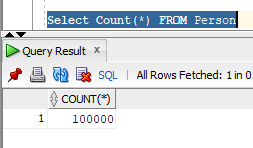 Select Count(*) FROM Person
Query Result x
SQL | All Rows Fetched: 1 in 0.
COUNT(*)
1 100000